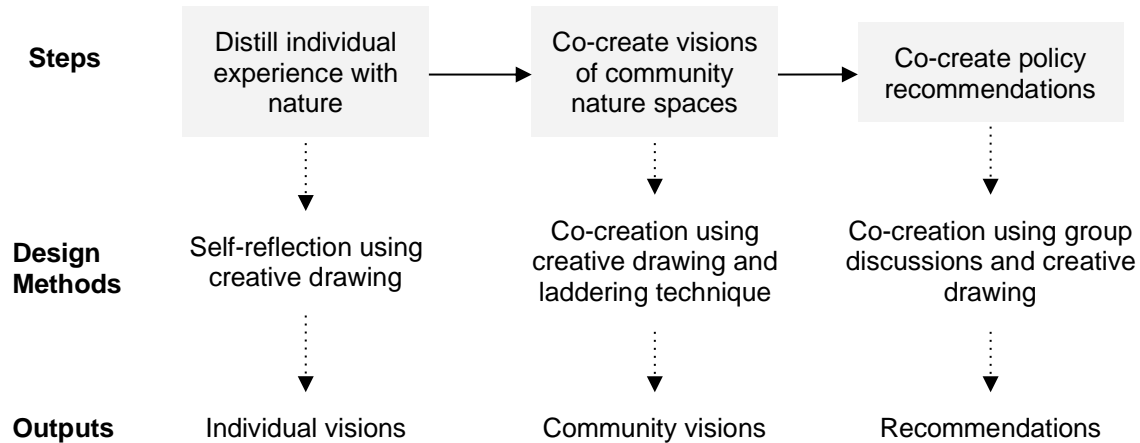 Steps
Distill individual
experience with
nature
Co-create visions
of community
nature spaces
Co-create policy
recommendations
Design
Methods
Self-reflection using
creative drawing
Co-creation using
creative drawing and
laddering technique
Co-creation using group
discussions and creative
drawing
Outputs
Individual visions
Community visions
Recommendations